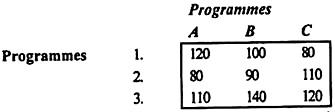 Programmes
A B C
Programmes 1. 120 100 80
2. 80 90 110
3. 110 140 120